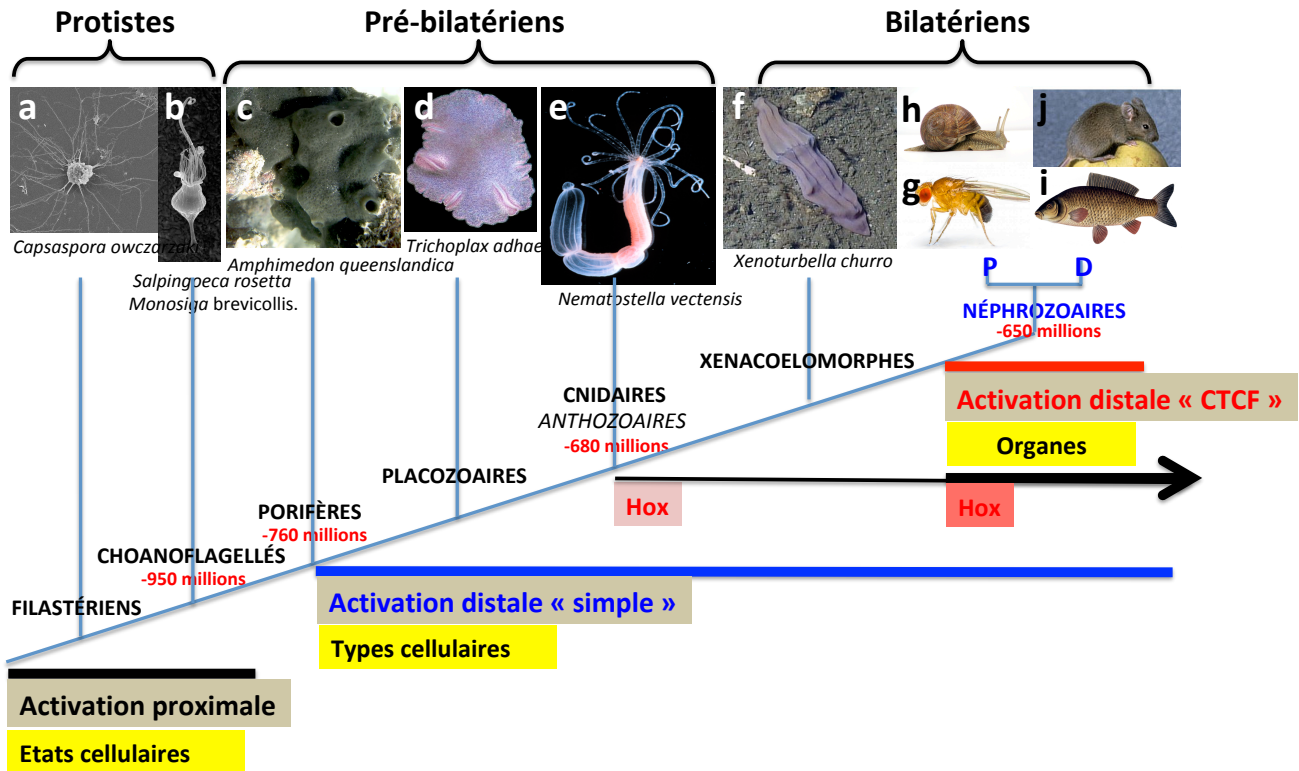 Protistes
Pré-bilatériens
Bilatériens
a
b
c
d
e
f
h
j
g
i
Capsaspora owczarzaki
Salpingoeca rosetta
Monosiga brevicollis.
Amphimedon queenslandica
Trichoplax adhae
Nematostella vectensis
Xenoturbella churro
P
D
NÉPHROZOAIRES
-650 millions
XENACOELOMORPHES
CNIDAIRES
ANTHOZOAIRES
-680 millions
PLACOZOAIRES
PORIFÈRES
-760 millions
CHOANOFLAGELLÉS
-950 millions
FILASTÉRIENS
Activation distale « CTCF »
Organes
Hox
Hox
Activation distale « simple »
Types cellulaires
Activation proximale
Etats cellulaires